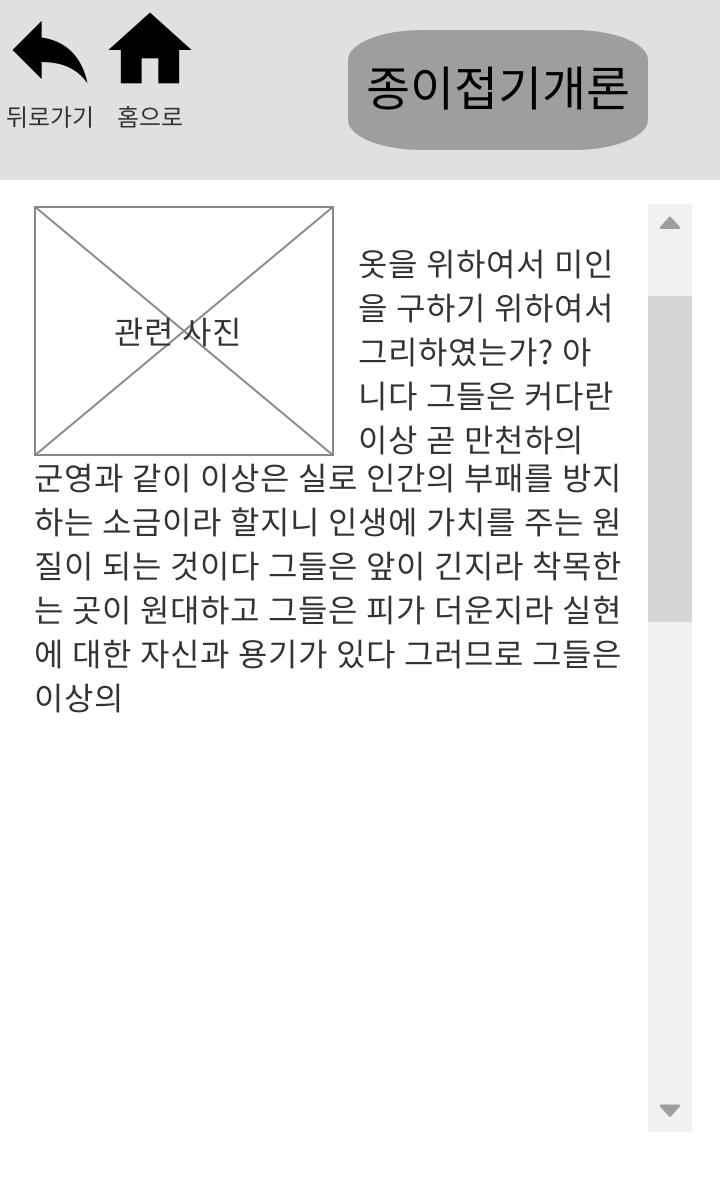 뒤로가기
홈으로
종이접기개론
관련 사진
옷을 위하여서 미인
을 구하기 위하여서
그리하였는가? 아
니다 그들은 커다란
이상 곧 만천하의
군영과 같이 이상은 실로 인간의 부패를 방지
하는 소금이라 할지니 인생에 가치를 주는 원
질이 되는 것이다 그들은 앞이 긴지라 착목한
는 곳이 원대하고 그들은 피가 더운지라 실현
에 대한 자신과 용기가 있다 그러므로 그들은
이상의